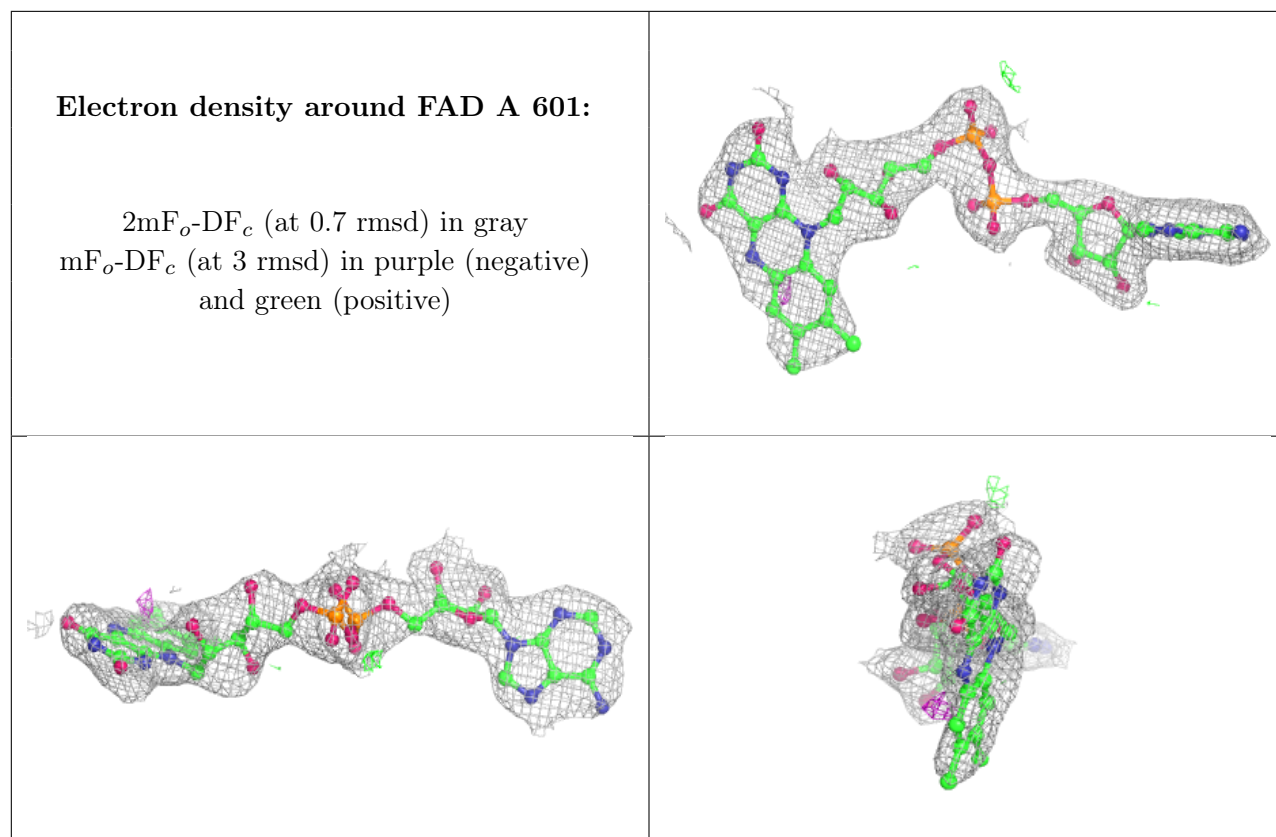 Electron density around FAD A 601:
2mFo-DFc (at 0.7 rmsd) in gray
mFo-DFc (at 3 rmsd) in purple (negative)
and green (positive)